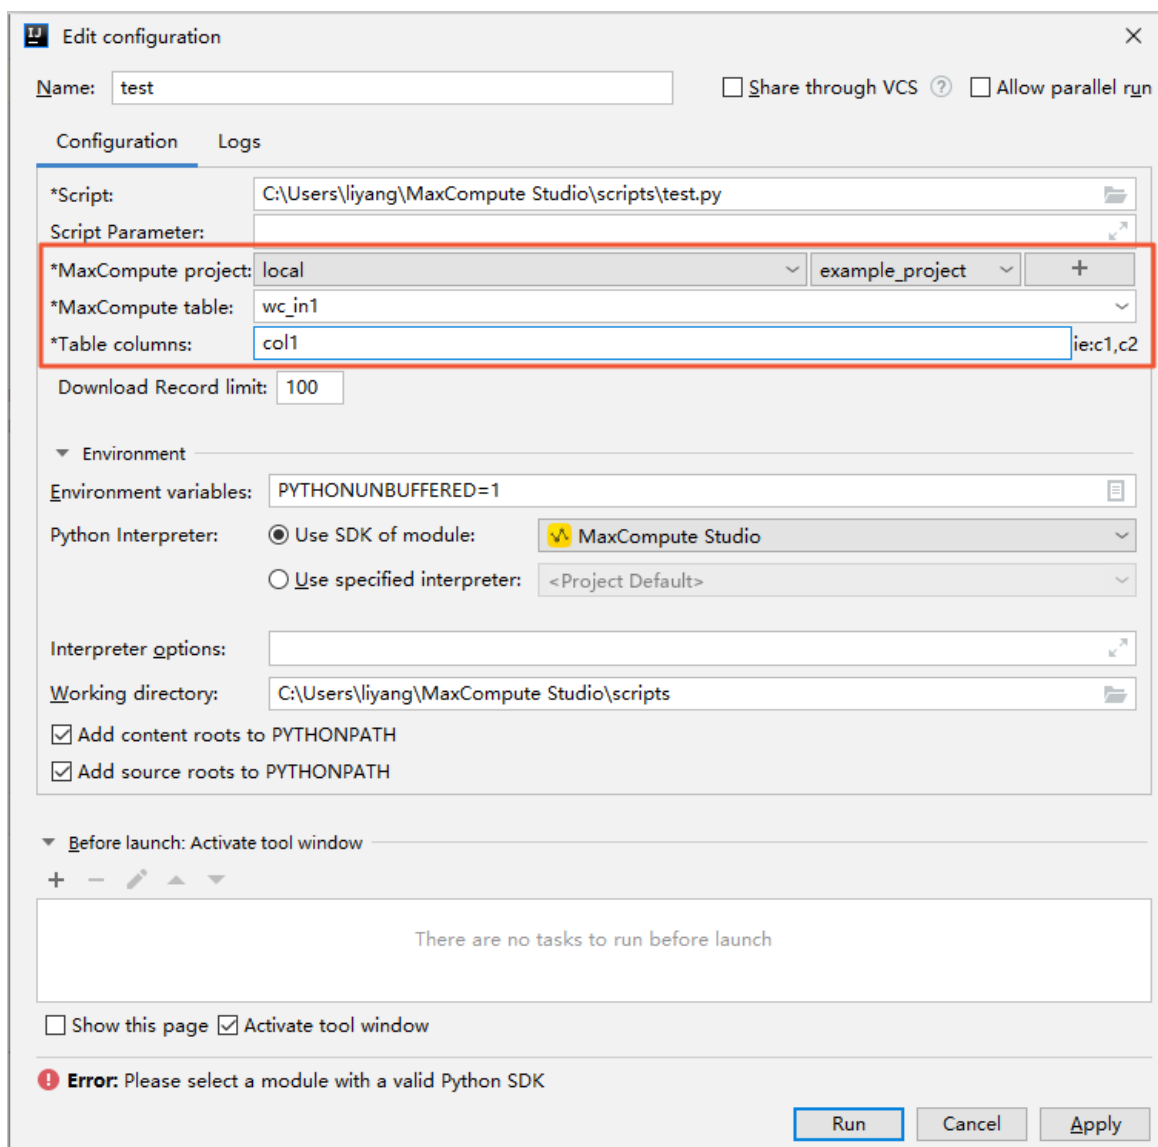 Edit configuration
Name: test Share through VCS ? Allow parallel run
Configuration Logs
*Script: C:\Users\liyang\MaxCompute Studio\scripts\test.py
Script Parameter:
*MaxCompute project: local example_project +
*MaxCompute table: wc_in1
*Table columns: col1 ie:c1,c2
Download Record limit: 100
Environment
Environment variables: PYTHONUNBUFFERED=1
Python Interpreter: Use SDK of module: MaxCompute Studio
Use specified interpreter: <Project Default>
Interpreter options:
Working directory: C:\Users\liyang\MaxCompute Studio\scripts
Add content roots to PYTHONPATH
Add source roots to PYTHONPATH
Before launch: Activate tool window
There are no tasks to run before launch
Show this page Activate tool window
Error: Please select a module with a valid Python SDK
Run Cancel Apply